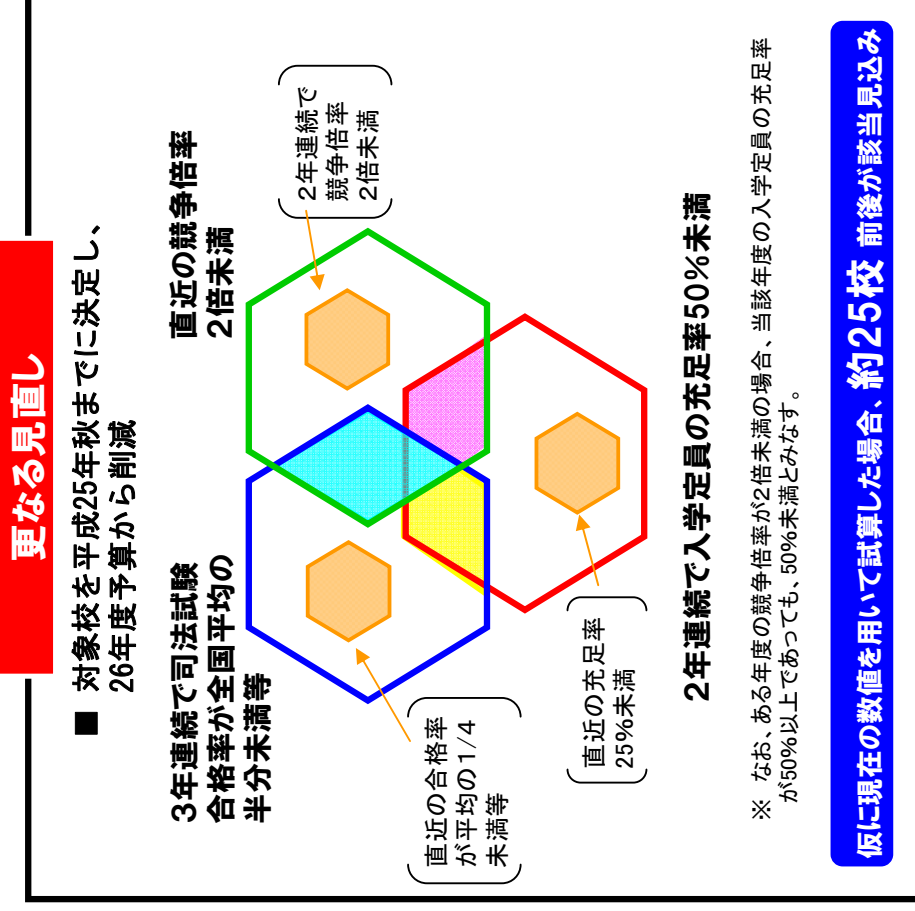 更なる見直し
■ 対象校を平成25年秋までに決定し、
26年度予算から削減
3年連続で司法試験
合格率が全国平均の
半分未満等
直近の競争倍率
2倍未満
2年連続で
競争倍率
2倍未満
直近の合格率
が平均の1/4
未満等
直近の充足率
25%未満
2年連続で入学定員の充足率50%未満
※ なお、ある年度の競争倍率が2倍未満の場合、当該年度の入学定員の充足率
が50%以上であっても、50%未満とみなす。
仮に現在の数値を用いて試算した場合、約25校 前後が該当見込み